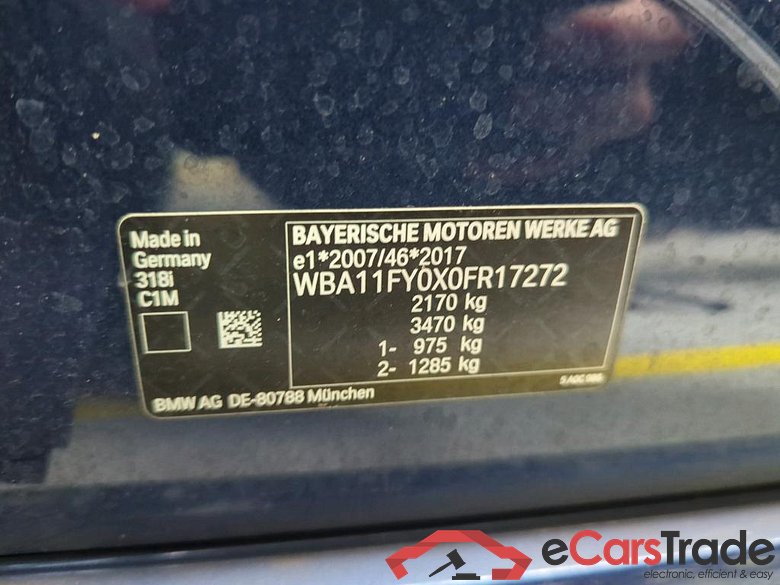 Made in
Germany
318i
C1M
BAYERISCHE MOTOREN WERKE AG
e1*2007/46*2017
WBA11FY0X0FR17272
2170 kg
3470 kg
1- 975 kg
2- 1285 kg
BMW AG DE-80788 München
eCarsTrade
electronic, efficient & easy